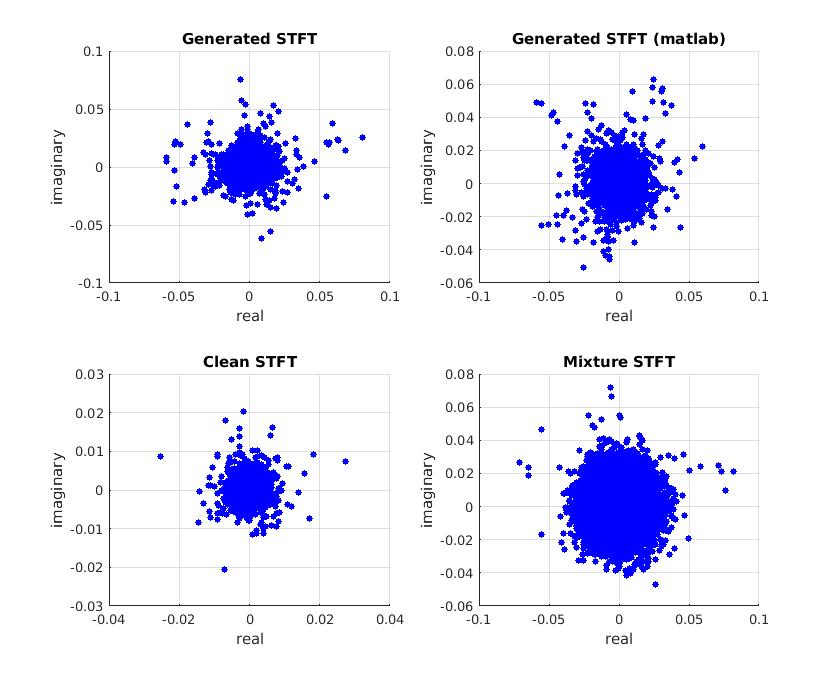 Generated STFT
0.1
0.05
0
-0.05
-0.1
imaginary
-0.1 -0.05 0 0.05 0.1
real
Generated STFT (matlab)
0.08
0.06
0.04
0.02
0
-0.02
-0.04
-0.06
imaginary
-0.1 -0.05 0 0.05 0.1
real
Clean STFT
0.03
0.02
0.01
0
-0.01
-0.02
-0.03
imaginary
-0.04 -0.02 0 0.02 0.04
real
Mixture STFT
0.08
0.06
0.04
0.02
0
-0.02
-0.04
-0.06
imaginary
-0.1 -0.05 0 0.05 0.1
real